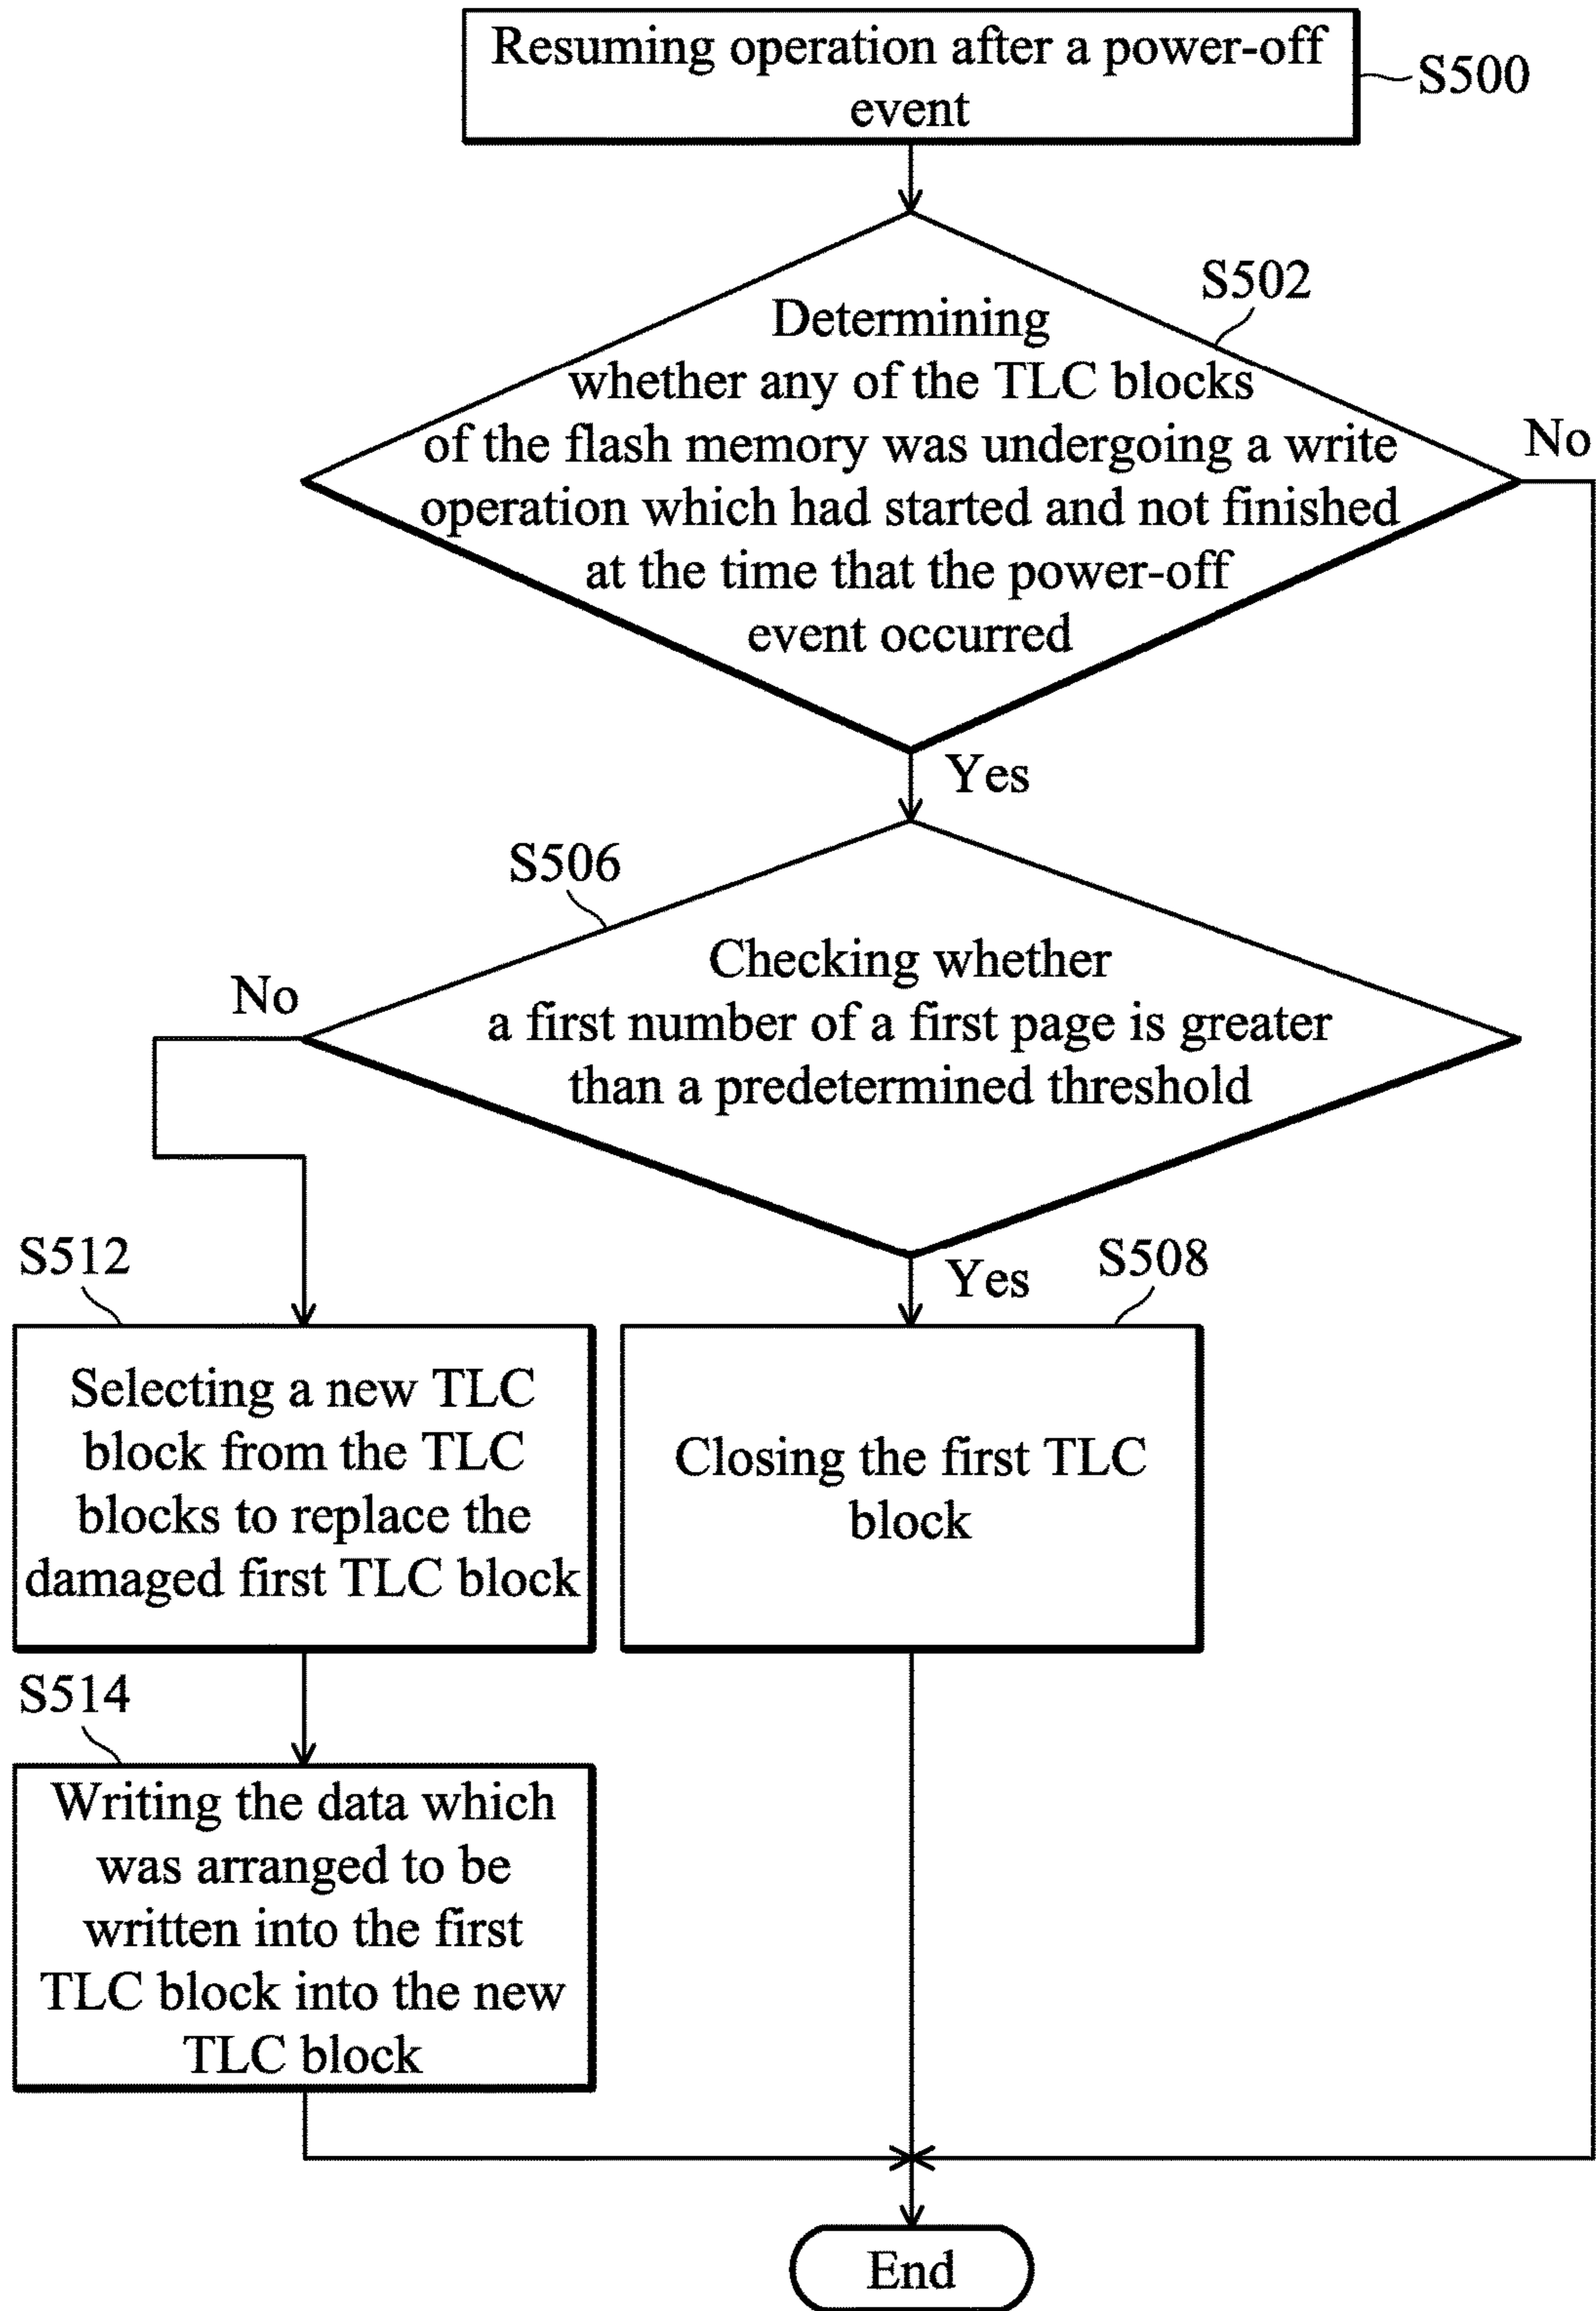 Resuming operation after a power-off
event
S500
S502
Determining
whether any of the TLC blocks
of the flash memory was undergoing a write
operation which had started and not finished
at the time that the power-off
event occurred
No
Yes
S506
Checking whether
a first number of a first page is greater
than a predetermined threshold
No
Yes
S512
Selecting a new TLC
block from the TLC
blocks to replace the
damaged first TLC block
S508
Closing the first TLC
block
S514
Writing the data which
was arranged to be
written into the first
TLC block into the new
TLC block
End